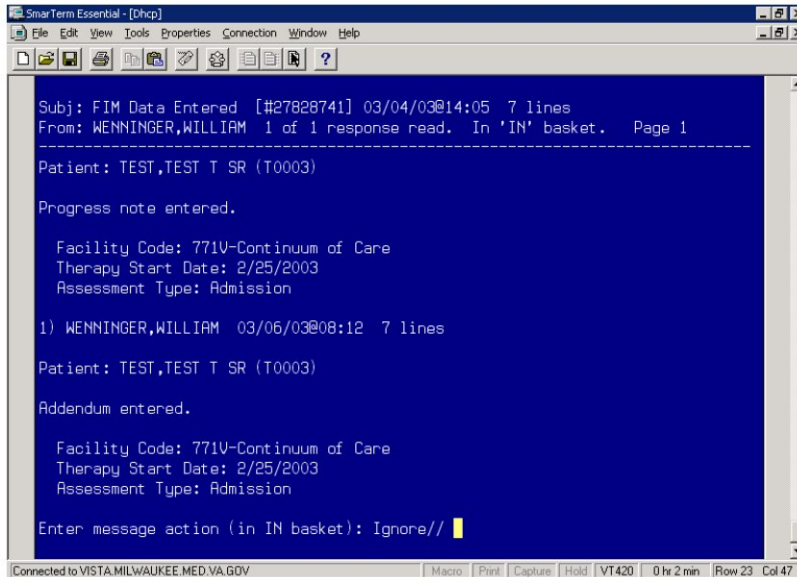 SmarTerm Essential - [Dhcp]
File Edit View Tools Properties Connection Window Help
Subj: FIM Data Entered [#27828741] 03/04/03@14:05 7 lines
From: WENNINGER,WILLIAM 1 of 1 response read. In 'IN' basket. Page 1
-------------------------------------------------------------------------------
Patient: TEST,TEST T SR (T0003)
Progress note entered.
Facility Code: 771V-Continuum of Care
Therapy Start Date: 2/25/2003
Assessment Type: Admission
1) WENNINGER,WILLIAM 03/06/03@08:12 7 lines
Patient: TEST,TEST T SR (T0003)
Addendum entered.
Facility Code: 771V-Continuum of Care
Therapy Start Date: 2/25/2003
Assessment Type: Admission
Enter message action (in IN basket): Ignore//
Connected to VISTA.MILWAUKEE.MED.VA.GOV Macro Print Capture Hold VT420 0 hr 2 min Row 23 Col 47